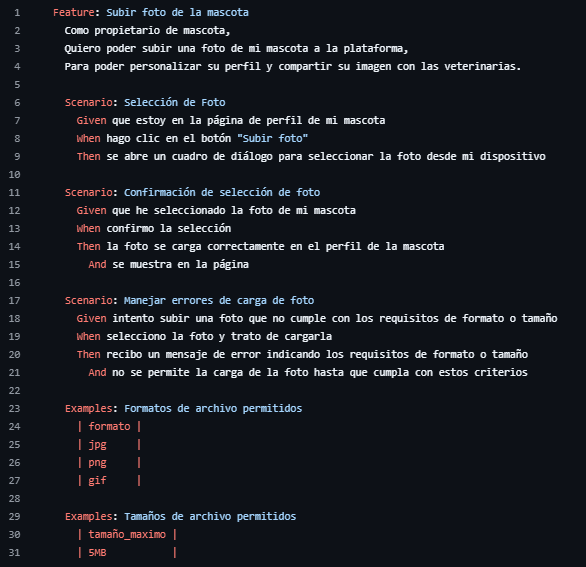 1 Feature: Subir foto de la mascota
2 Como propietario de mascota,
3 Quiero poder subir una foto de mi mascota a la plataforma,
4 Para poder personalizar su perfil y compartir su imagen con las veterinarias.
5
6 Scenario: Selección de Foto
7 Given que estoy en la página de perfil de mi mascota
8 When hago clic en el botón "Subir foto"
9 Then se abre un cuadro de diálogo para seleccionar la foto desde mi dispositivo
10
11 Scenario: Confirmación de selección de foto
12 Given que he seleccionado la foto de mi mascota
13 When confirmo la selección
14 Then la foto se carga correctamente en el perfil de la mascota
15 And se muestra en la página
16
17 Scenario: Manejar errores de carga de foto
18 Given intento subir una foto que no cumple con los requisitos de formato o tamaño
19 When selecciono la foto y trato de cargarla
20 Then recibo un mensaje de error indicando los requisitos de formato o tamaño
21 And no se permite la carga de la foto hasta que cumpla con estos criterios
22
23 Examples: Formatos de archivo permitidos
24 | formato |
25 | jpg |
26 | png |
27 | gif |
28
29 Examples: Tamaños de archivo permitidos
30 | tamaño_maximo |
31 | 5MB |